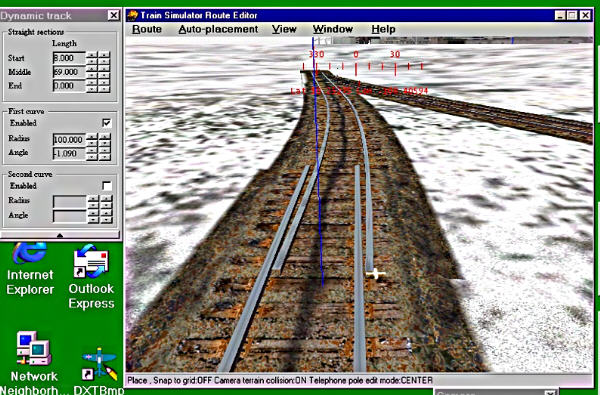 Dynamic track
Straight sections
Length
Start 8.000
Middle 69.000
End 0.000
First curve
Enabled
Radius 100.000
Angle -1.090
Second curve
Enabled
Radius
Angle
Internet
Explorer
Outlook
Express
Network
Neighborh...
DXTBmp
Train Simulator Route Editor
Route Auto-placement View Window Help
330 0 30
Place , Snap to grid:OFF Camera terrain collision:ON Telephone pole edit mode:CENTER
Camera